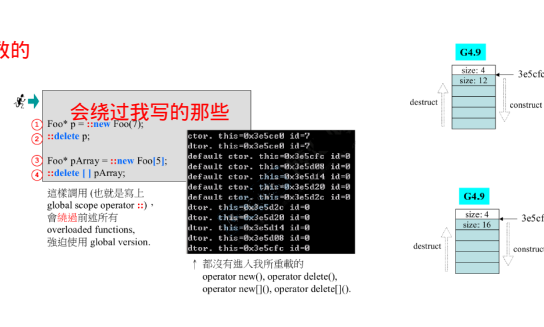 数的
会绕过我写的那些
① Foo* p = ::new Foo(7);
② ::delete p;
③ Foo* pArray = ::new Foo[5];
④ ::delete [ ] pArray;
這樣調用 (也就是寫上
global scope operator ::)，
會繞過前述所有
overloaded functions,
強迫使用 global version.
ctor. this=0x3e5ce0 id=7
dtor. this=0x3e5ce0 id=7
default ctor. this=0x3e5cfc id=0
default ctor. this=0x3e5d08 id=0
default ctor. this=0x3e5d14 id=0
default ctor. this=0x3e5d20 id=0
default ctor. this=0x3e5d2c id=0
dtor. this=0x3e5d2c id=0
dtor. this=0x3e5d20 id=0
dtor. this=0x3e5d14 id=0
dtor. this=0x3e5d08 id=0
dtor. this=0x3e5cfc id=0
↑ 都沒有進入我所重載的
operator new(), operator delete(),
operator new[](), operator delete[]().
G4.9
size: 4
size: 12
3e5cfc
destruct
construct
G4.9
size: 4
size: 16
3e5cf
destruct
construct